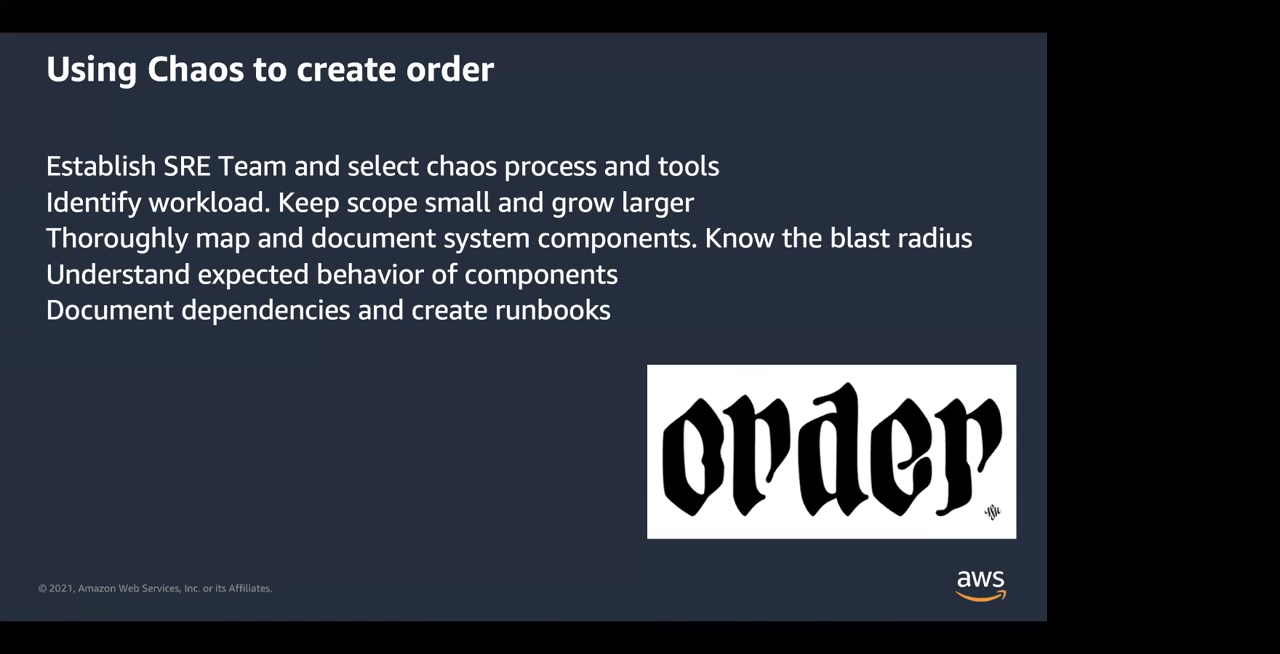 Using Chaos to create order
Establish SRE Team and select chaos process and tools
Identify workload. Keep scope small and grow larger
Thoroughly map and document system components. Know the blast radius
Understand expected behavior of components
Document dependencies and create runbooks
order
© 2021, Amazon Web Services, Inc. or its Affiliates.
aws